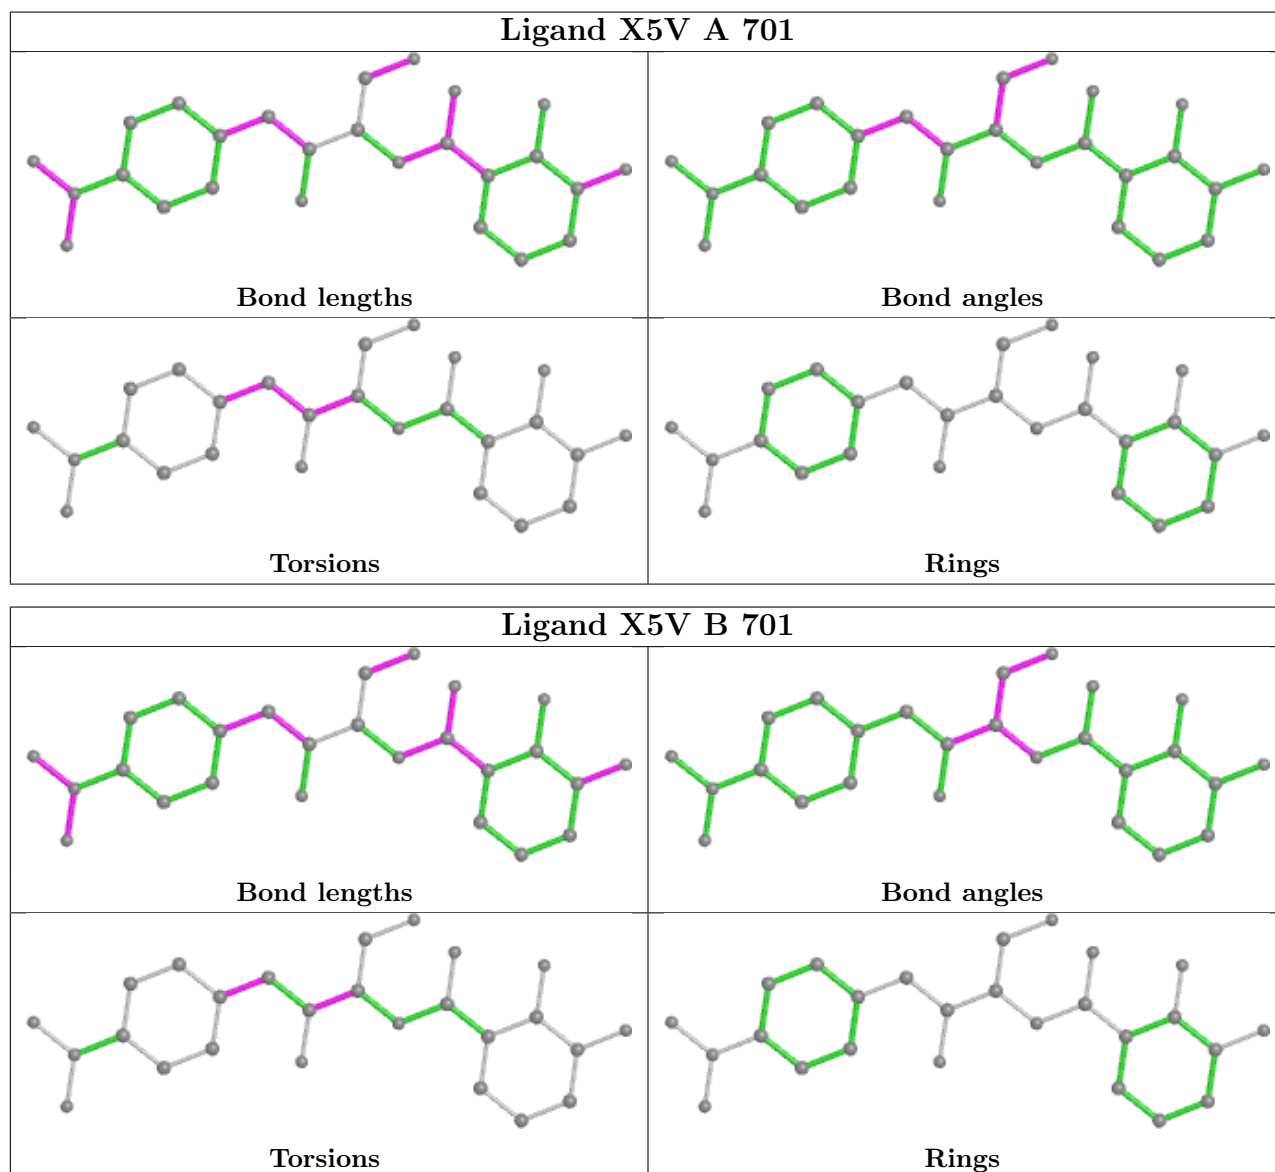 Ligand X5V A 701
Bond lengths
Bond angles
Torsions
Rings
Ligand X5V B 701
Bond lengths
Bond angles
Torsions
Rings